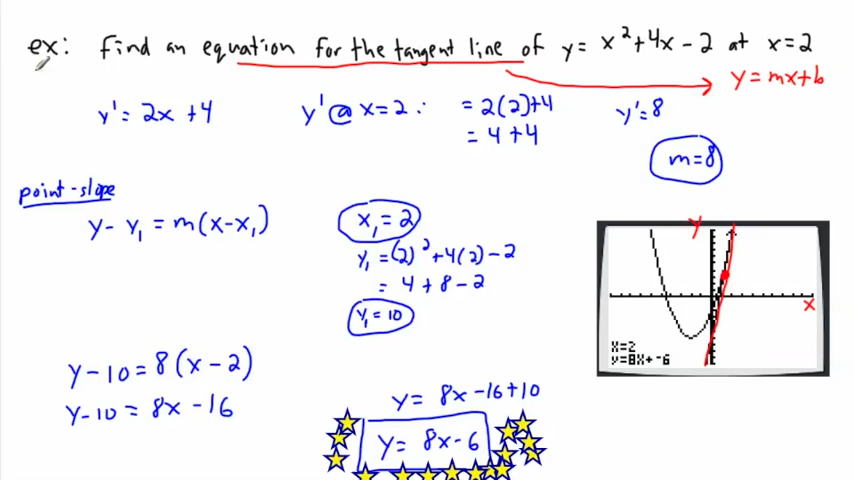 ex: Find an equation for the tangent line of y = x² + 4x - 2 at x = 2
y = mx + b
y' = 2x + 4
y' @ x = 2 :
= 2(2) + 4
= 4 + 4
y' = 8
m = 8
point-slope
y - y₁ = m(x - x₁)
x₁ = 2
y₁ = (2)² + 4(2) - 2
= 4 + 8 - 2
y₁ = 10
y
x
X=2
y=8X+ -6
y - 10 = 8(x - 2)
y - 10 = 8x - 16
y = 8x - 16 + 10
y = 8x - 6